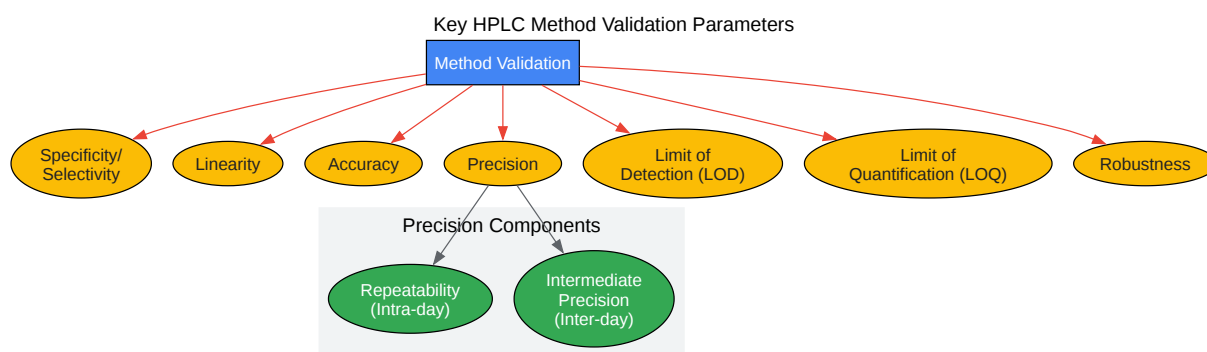 Key HPLC Method Validation Parameters
Method Validation
Specificity/
Selectivity
Linearity
Accuracy
Precision
Limit of
Detection (LOD)
Limit of
Quantification (LOQ)
Robustness
Precision Components
Repeatability
(Intra-day)
Intermediate
Precision
(Inter-day)